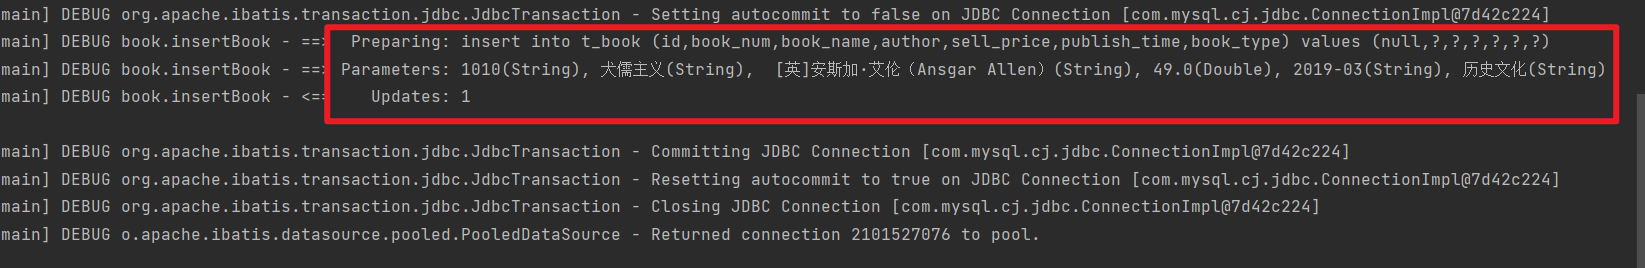 main] DEBUG org.apache.ibatis.transaction.jdbc.JdbcTransaction - Setting autocommit to false on JDBC Connection [com.mysql.cj.jdbc.ConnectionImpl@7d42c224]
main] DEBUG book.insertBook - ==>  Preparing: insert into t_book (id,book_num,book_name,author,sell_price,publish_time,book_type) values (null,?,?,?,?,?,?)
main] DEBUG book.insertBook - ==> Parameters: 1010(String), 犬儒主义(String), [英]安斯加·艾伦（Ansgar Allen）(String), 49.0(Double), 2019-03(String), 历史文化(String)
main] DEBUG book.insertBook - <==    Updates: 1
main] DEBUG org.apache.ibatis.transaction.jdbc.JdbcTransaction - Committing JDBC Connection [com.mysql.cj.jdbc.ConnectionImpl@7d42c224]
main] DEBUG org.apache.ibatis.transaction.jdbc.JdbcTransaction - Resetting autocommit to true on JDBC Connection [com.mysql.cj.jdbc.ConnectionImpl@7d42c224]
main] DEBUG org.apache.ibatis.transaction.jdbc.JdbcTransaction - Closing JDBC Connection [com.mysql.cj.jdbc.ConnectionImpl@7d42c224]
main] DEBUG o.apache.ibatis.datasource.pooled.PooledDataSource - Returned connection 2101527076 to pool.